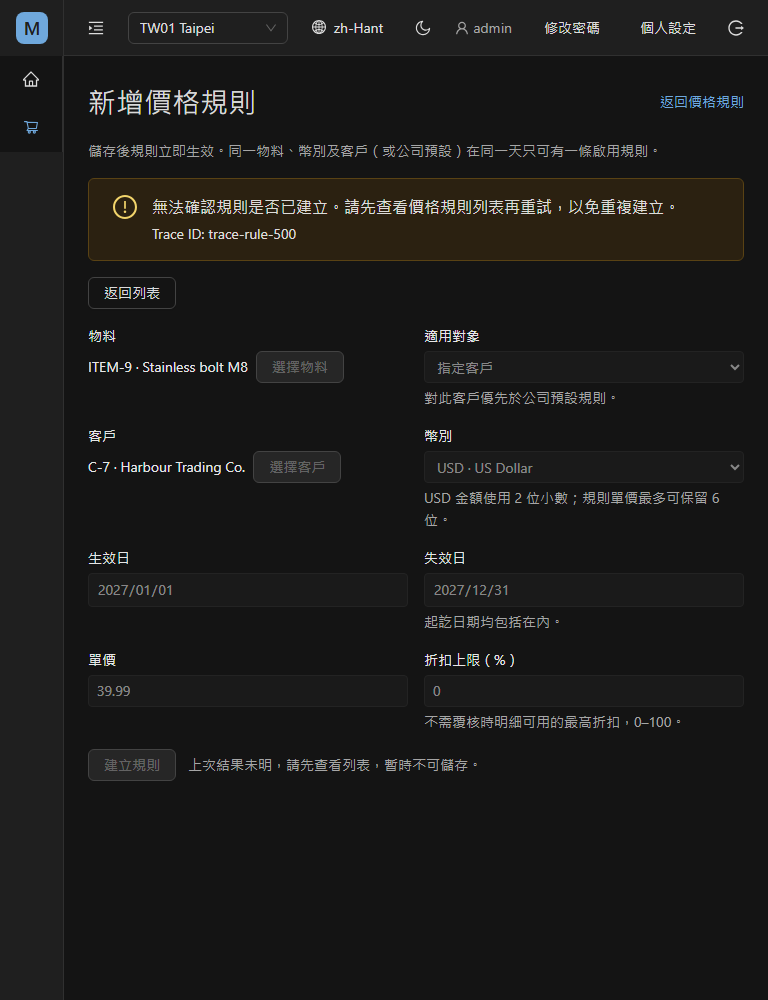 M
TW01 Taipei
zh-Hant
admin
修改密碼
個人設定
新增價格規則
返回價格規則
儲存後規則立即生效。同一物料、幣別及客戶（或公司預設）在同一天只可有一條啟用規則。
無法確認規則是否已建立。請先查看價格規則列表再重試，以免重複建立。
Trace ID: trace-rule-500
返回列表
物料
ITEM-9 · Stainless bolt M8
選擇物料
適用對象
指定客戶
對此客戶優先於公司預設規則。
客戶
C-7 · Harbour Trading Co.
選擇客戶
幣別
USD · US Dollar
USD 金額使用 2 位小數；規則單價最多可保留 6
位。
生效日
2027/01/01
失效日
2027/12/31
起訖日期均包括在內。
單價
39.99
折扣上限（%）
0
不需覆核時明細可用的最高折扣，0–100。
建立規則
上次結果未明，請先查看列表，暫時不可儲存。